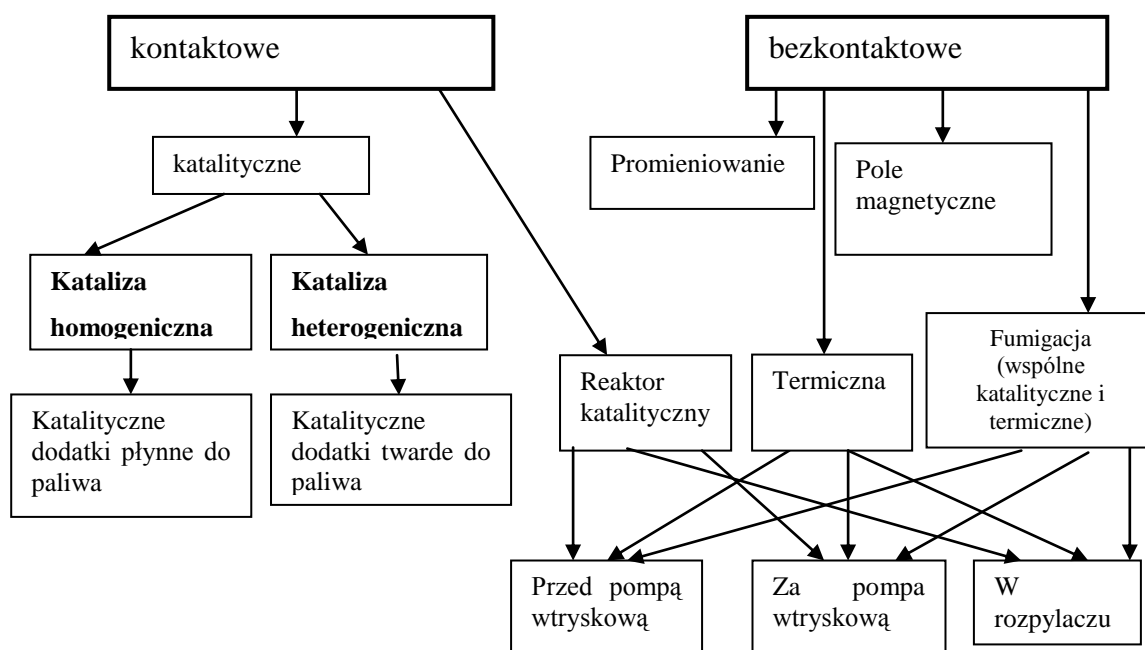 kontaktowe
bezkontaktowe
katalityczne
Promieniowanie
Pole
magnetyczne
Kataliza
homogeniczna
Kataliza
heterogeniczna
Reaktor
katalityczny
Termiczna
Fumigacja
(wspólne
katalityczne i
termiczne)
Katalityczne
dodatki płynne do
paliwa
Katalityczne
dodatki twarde do
paliwa
Przed pompą
wtryskową
Za pompa
wtryskową
W
rozpylaczu